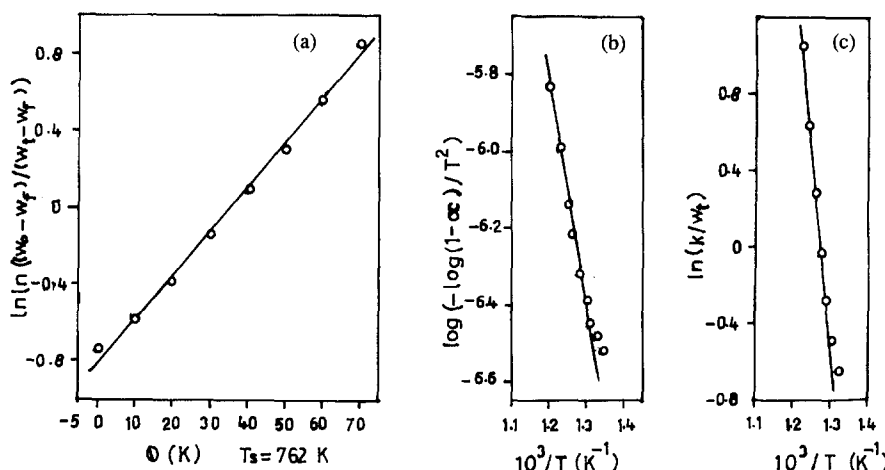 (a)
ln ln ((w₀-w_f)/(w_t-w_f)
0.8
0.4
0
-0.4
-0.8
-5 0 10 20 30 40 50 60 70
θ (K) Ts = 762 K
(b)
log (-log (1-∝)/T²)
-5.8
-6.0
-6.2
-6.4
-6.6
1.1 1.2 1.3 1.4
10³/T (K⁻¹)
(c)
ln (k/w_t)
0.8
0.4
0
-0.4
-0.8
1.1 1.2 1.3 1.4
10³/T (K⁻¹)